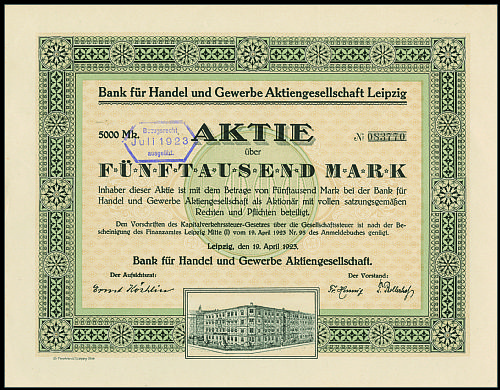 Bank für Handel und Gewerbe Aktiengesellschaft Leipzig
5000 Mk.
Bezugsrecht
Juli 1923
ausgeübt.
AKTIE
№ 083770
über
FÜNFTAUSEND MARK
Inhaber dieser Aktie ist mit dem Betrage von Fünftausend Mark bei der Bank für
Handel und Gewerbe Aktiengesellschaft als Aktionär mit vollen satzungsgemäßen
Rechten und Pflichten beteiligt.
Den Vorschriften des Kapitalverkehrssteuer-Gesetzes über die Gesellschaftssteuer ist nach der Be-
scheinigung des Finanzamtes Leipzig Mitte (I) vom 19. April 1923 Nr. 95 des Anmeldebuches genügt.
Leipzig, den 19. April 1923.
Bank für Handel und Gewerbe Aktiengesellschaft.
Der Aufsichtsrat:
Der Vorstand: